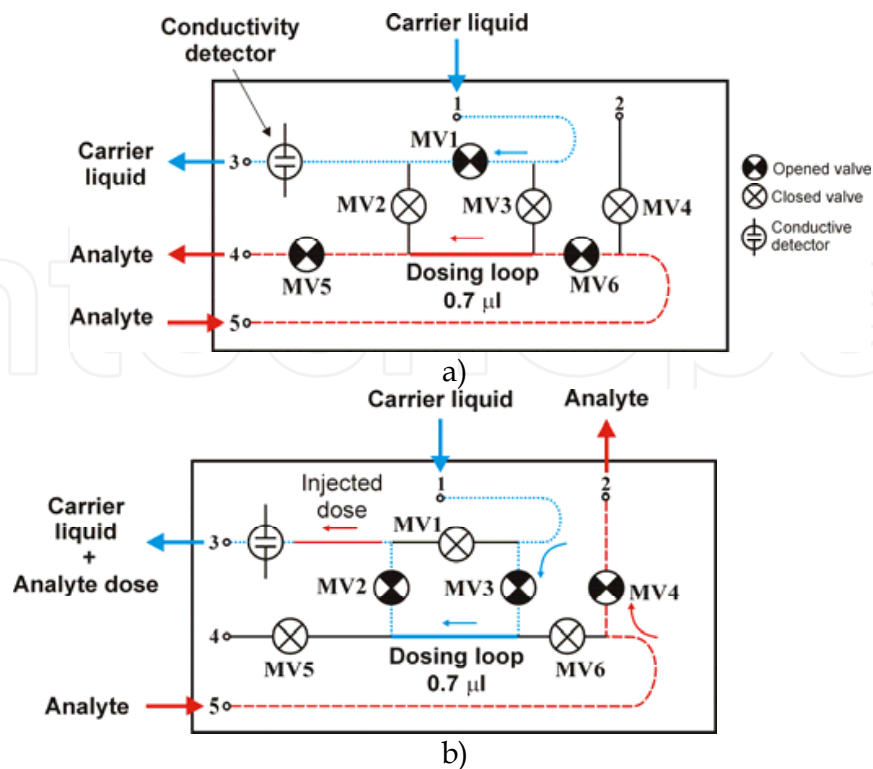 Carrier liquid
Conductivity
detector
1
2
MV1
3
Carrier
liquid
MV2
MV3
MV4
Opened valve
Closed valve
Conductive
detector
Analyte
4
MV5
Dosing loop
0.7 µl
MV6
Analyte
5
a)
Carrier liquid
Analyte
1
2
Injected
dose
MV1
Carrier
liquid
+
Analyte dose
3
MV2
MV3
MV4
4
MV5
Dosing loop
0.7 µl
MV6
Analyte
5
b)